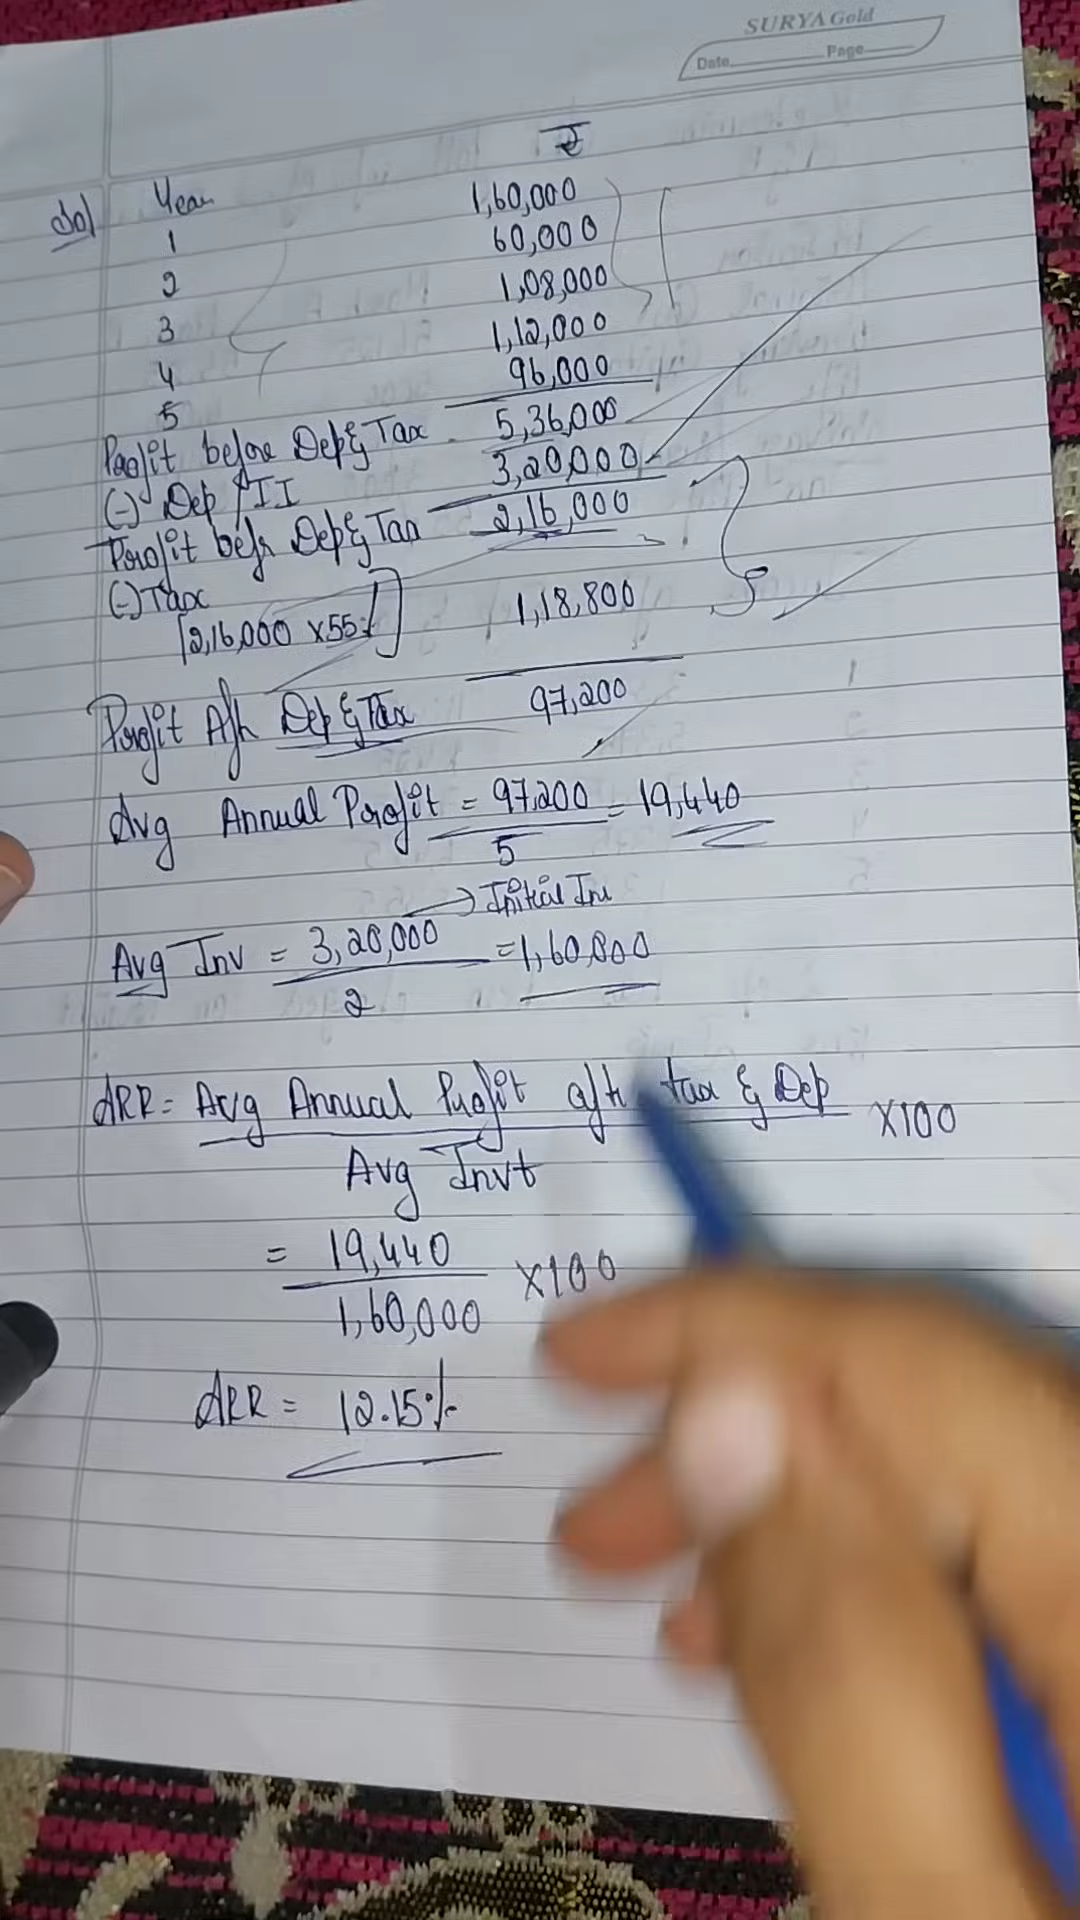 SURYA Gold
Date Page
₹
Sol Year 1,60,000
1 60,000
2 1,08,000
3 1,12,000
4 96,000
5
Profit before Dep & Tax 5,36,000
(-) Dep / II 3,20,000
Profit befr Dep & Tax 2,16,000
(-) Tax
[2,16,000 x 55%] 1,18,800
Profit Aft Dep & Tax 97,200
Avg Annual Profit = 97,200 / 5 = 19,440
Avg Inv = 3,20,000 / 2 → Initial Inv = 1,60,000
ARR = Avg Annual Profit aft tax & Dep / Avg Invt x100
= 19,440 / 1,60,000 x100
ARR = 12.15%